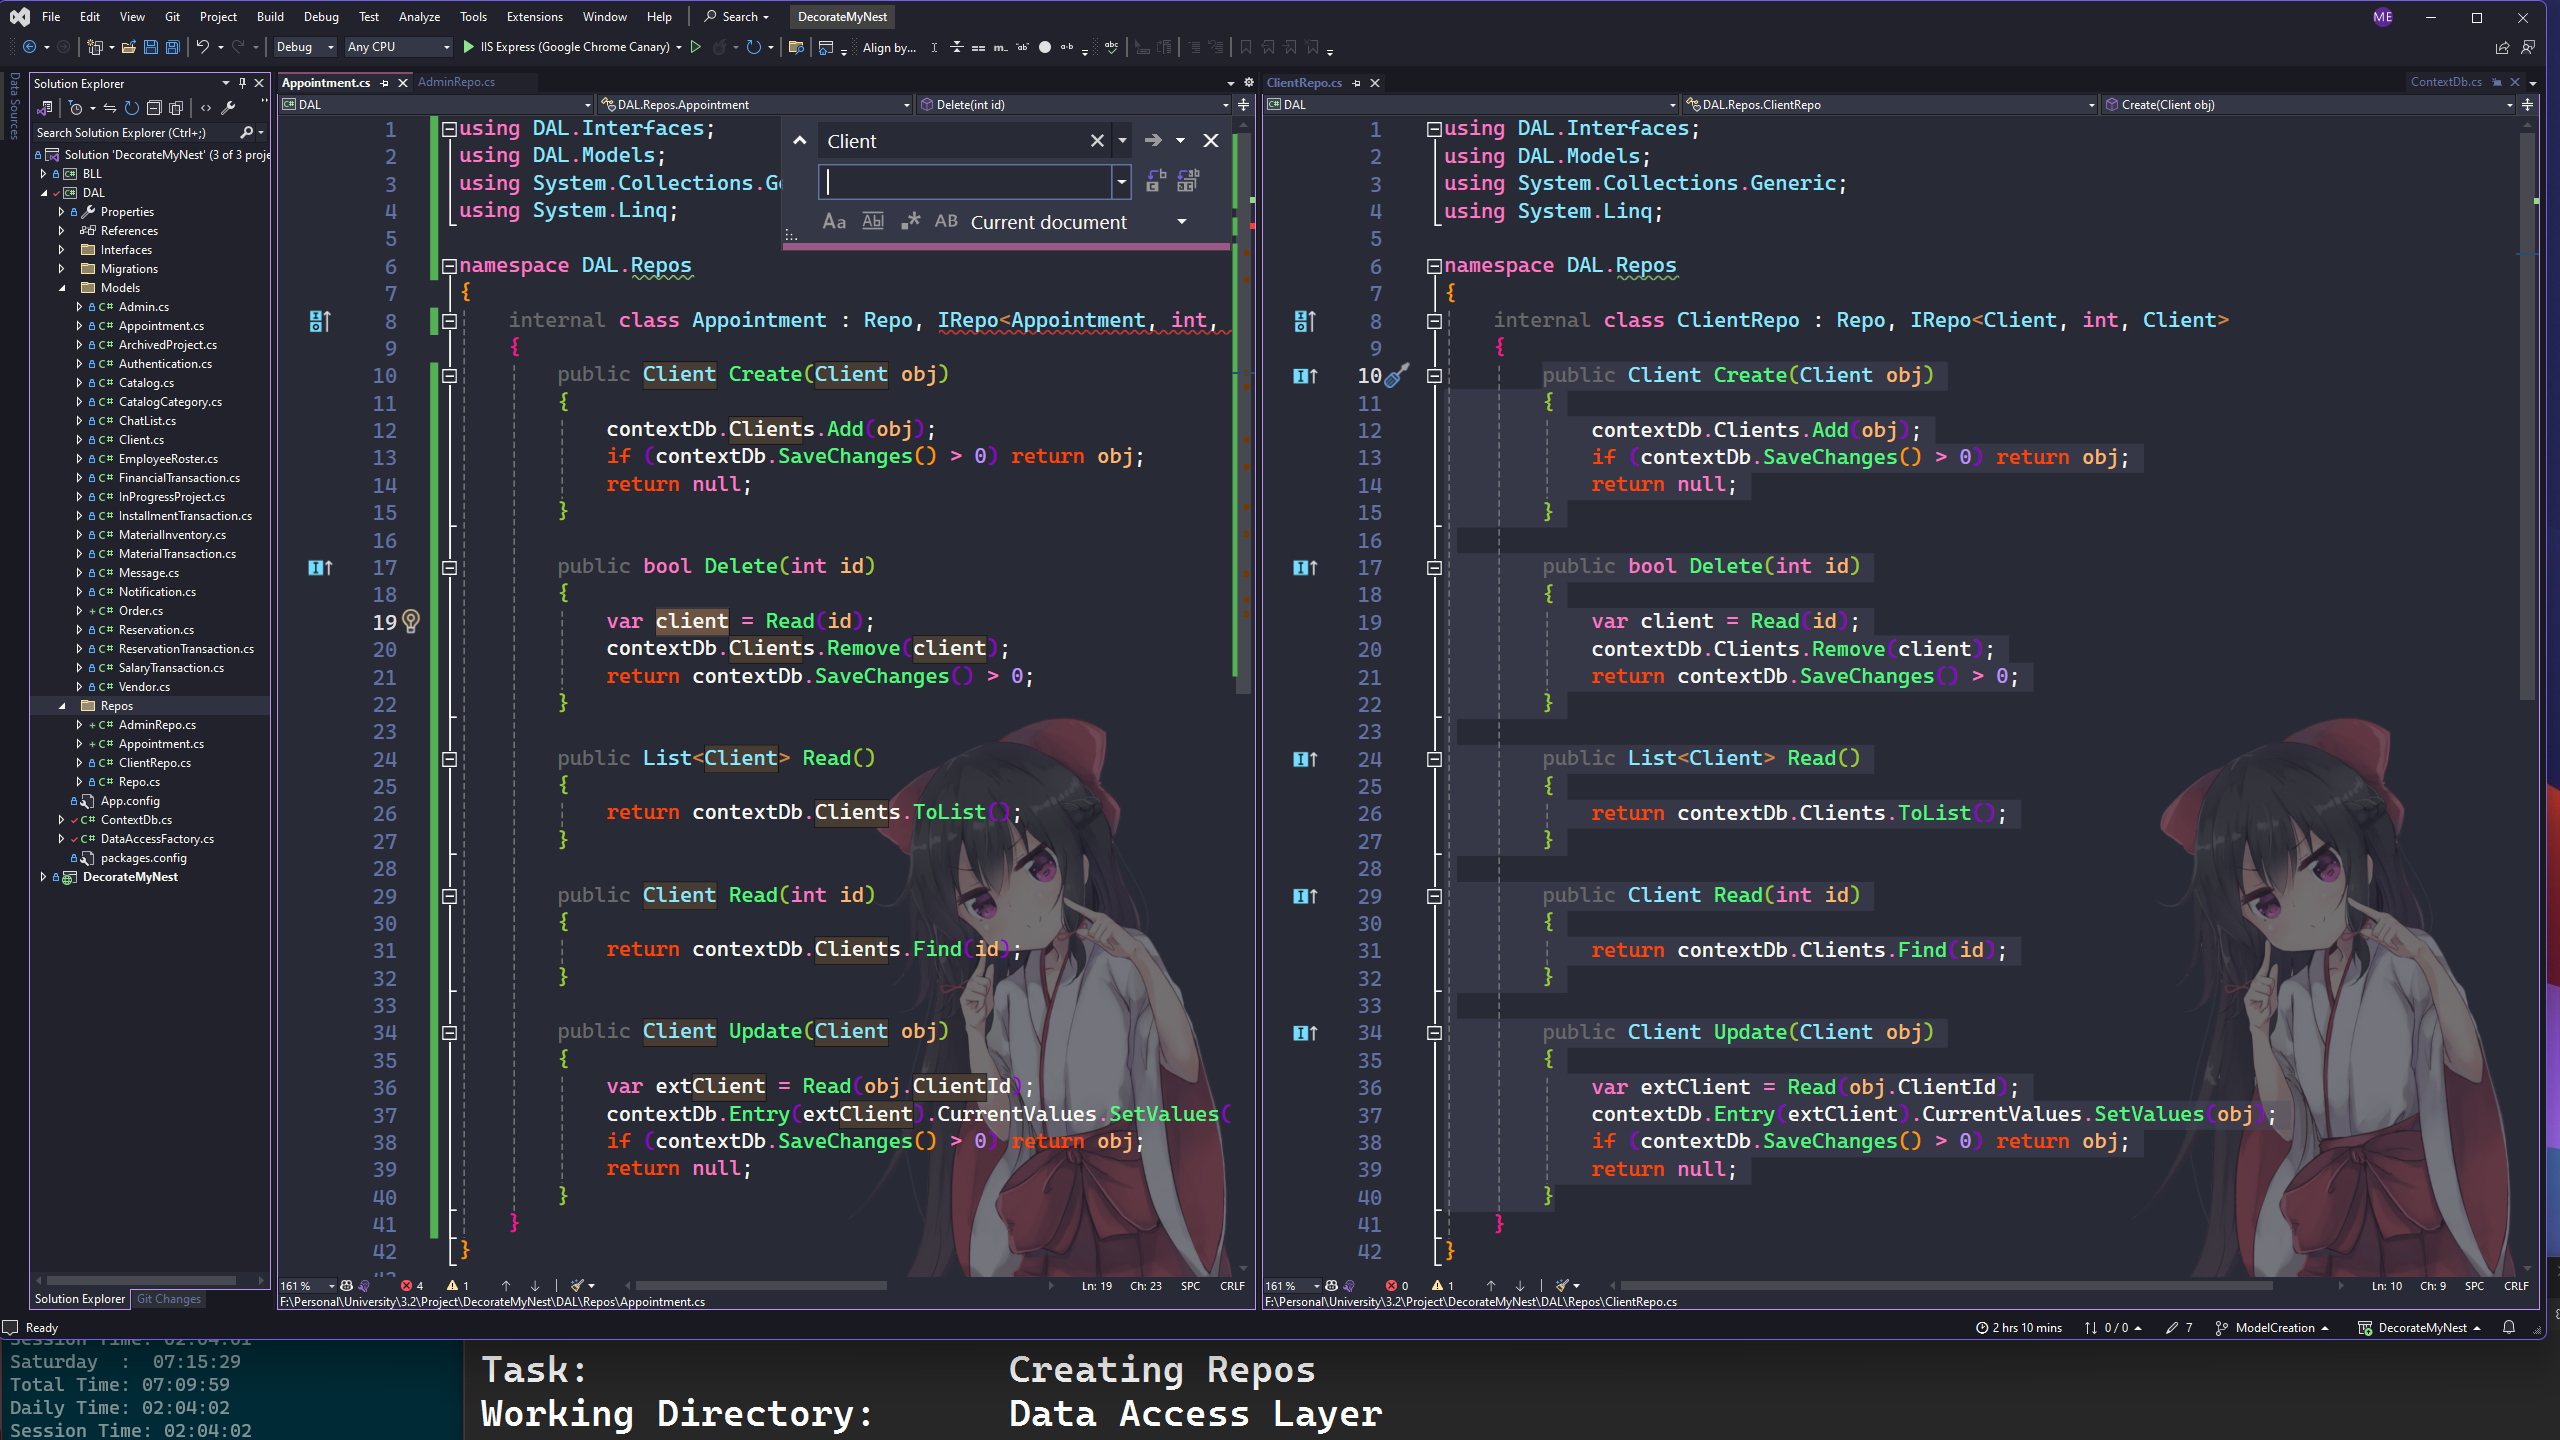 File Edit View Git Project Build Debug Test Analyze Tools Extensions Window Help Search DecorateMyNest ME
Debug Any CPU IIS Express (Google Chrome Canary) Align by...
Data Sources
Solution Explorer
Search Solution Explorer (Ctrl+;)
Solution 'DecorateMyNest' (3 of 3 proje
BLL
DAL
Properties
References
Interfaces
Migrations
Models
C# Admin.cs
C# Appointment.cs
C# ArchivedProject.cs
C# Authentication.cs
C# Catalog.cs
C# CatalogCategory.cs
C# ChatList.cs
C# Client.cs
C# EmployeeRoster.cs
C# FinancialTransaction.cs
C# InProgressProject.cs
C# InstallmentTransaction.cs
C# MaterialInventory.cs
C# MaterialTransaction.cs
C# Message.cs
C# Notification.cs
+ C# Order.cs
C# Reservation.cs
C# ReservationTransaction.cs
C# SalaryTransaction.cs
C# Vendor.cs
Repos
+ C# AdminRepo.cs
+ C# Appointment.cs
C# ClientRepo.cs
C# Repo.cs
App.config
C# ContextDb.cs
C# DataAccessFactory.cs
packages.config
DecorateMyNest
Solution Explorer Git Changes
Appointment.cs AdminRepo.cs
DAL DAL.Repos.Appointment Delete(int id)
Client
Aa Abl .* AB Current document
1 using DAL.Interfaces;
2 using DAL.Models;
3 using System.Collections.Ge
4 using System.Linq;
5
6 namespace DAL.Repos
7 {
8 internal class Appointment : Repo, IRepo<Appointment, int,
9 {
10 public Client Create(Client obj)
11 {
12 contextDb.Clients.Add(obj);
13 if (contextDb.SaveChanges() > 0) return obj;
14 return null;
15 }
16
17 public bool Delete(int id)
18 {
19 var client = Read(id);
20 contextDb.Clients.Remove(client);
21 return contextDb.SaveChanges() > 0;
22 }
23
24 public List<Client> Read()
25 {
26 return contextDb.Clients.ToList();
27 }
28
29 public Client Read(int id)
30 {
31 return contextDb.Clients.Find(id);
32 }
33
34 public Client Update(Client obj)
35 {
36 var extClient = Read(obj.ClientId);
37 contextDb.Entry(extClient).CurrentValues.SetValues(
38 if (contextDb.SaveChanges() > 0) return obj;
39 return null;
40 }
41 }
42 }
161 % 4 1 Ln: 19 Ch: 23 SPC CRLF
F:\Personal\University\3.2\Project\DecorateMyNest\DAL\Repos\Appointment.cs
ClientRepo.cs ContextDb.cs
DAL DAL.Repos.ClientRepo Create(Client obj)
1 using DAL.Interfaces;
2 using DAL.Models;
3 using System.Collections.Generic;
4 using System.Linq;
5
6 namespace DAL.Repos
7 {
8 internal class ClientRepo : Repo, IRepo<Client, int, Client>
9 {
10 public Client Create(Client obj)
11 {
12 contextDb.Clients.Add(obj);
13 if (contextDb.SaveChanges() > 0) return obj;
14 return null;
15 }
16
17 public bool Delete(int id)
18 {
19 var client = Read(id);
20 contextDb.Clients.Remove(client);
21 return contextDb.SaveChanges() > 0;
22 }
23
24 public List<Client> Read()
25 {
26 return contextDb.Clients.ToList();
27 }
28
29 public Client Read(int id)
30 {
31 return contextDb.Clients.Find(id);
32 }
33
34 public Client Update(Client obj)
35 {
36 var extClient = Read(obj.ClientId);
37 contextDb.Entry(extClient).CurrentValues.SetValues(obj);
38 if (contextDb.SaveChanges() > 0) return obj;
39 return null;
40 }
41 }
42 }
161 % 0 1 Ln: 10 Ch: 9 SPC CRLF
F:\Personal\University\3.2\Project\DecorateMyNest\DAL\Repos\ClientRepo.cs
Ready 2 hrs 10 mins 0 / 0 7 ModelCreation DecorateMyNest
Session Time: 02:04:01
Saturday : 07:15:29
Total Time: 07:09:59
Daily Time: 02:04:02
Session Time: 02:04:02
Task: Creating Repos
Working Directory: Data Access Layer